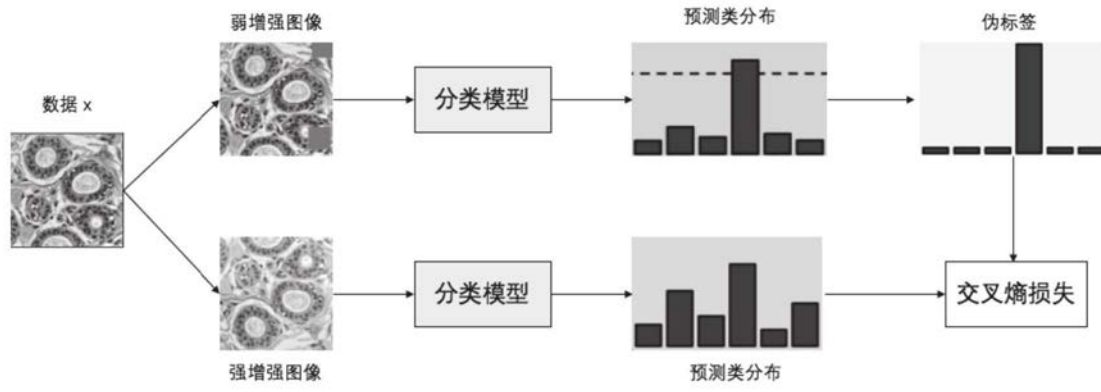 弱增强图像
预测类分布
伪标签
数据 x
分类模型
分类模型
交叉熵损失
强增强图像
预测类分布